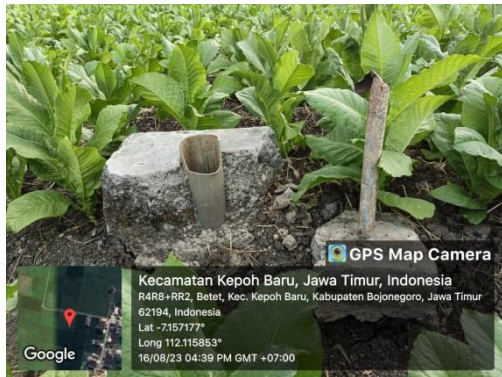 GPS Map Camera
Kecamatan Kepoh Baru, Jawa Timur, Indonesia
R4R8+RR2, Betet, Kec. Kepoh Baru, Kabupaten Bojonegoro, Jawa Timur
62194, Indonesia
Lat -7.157177°
Long 112.115853°
16/08/23 04:39 PM GMT +07:00
Google